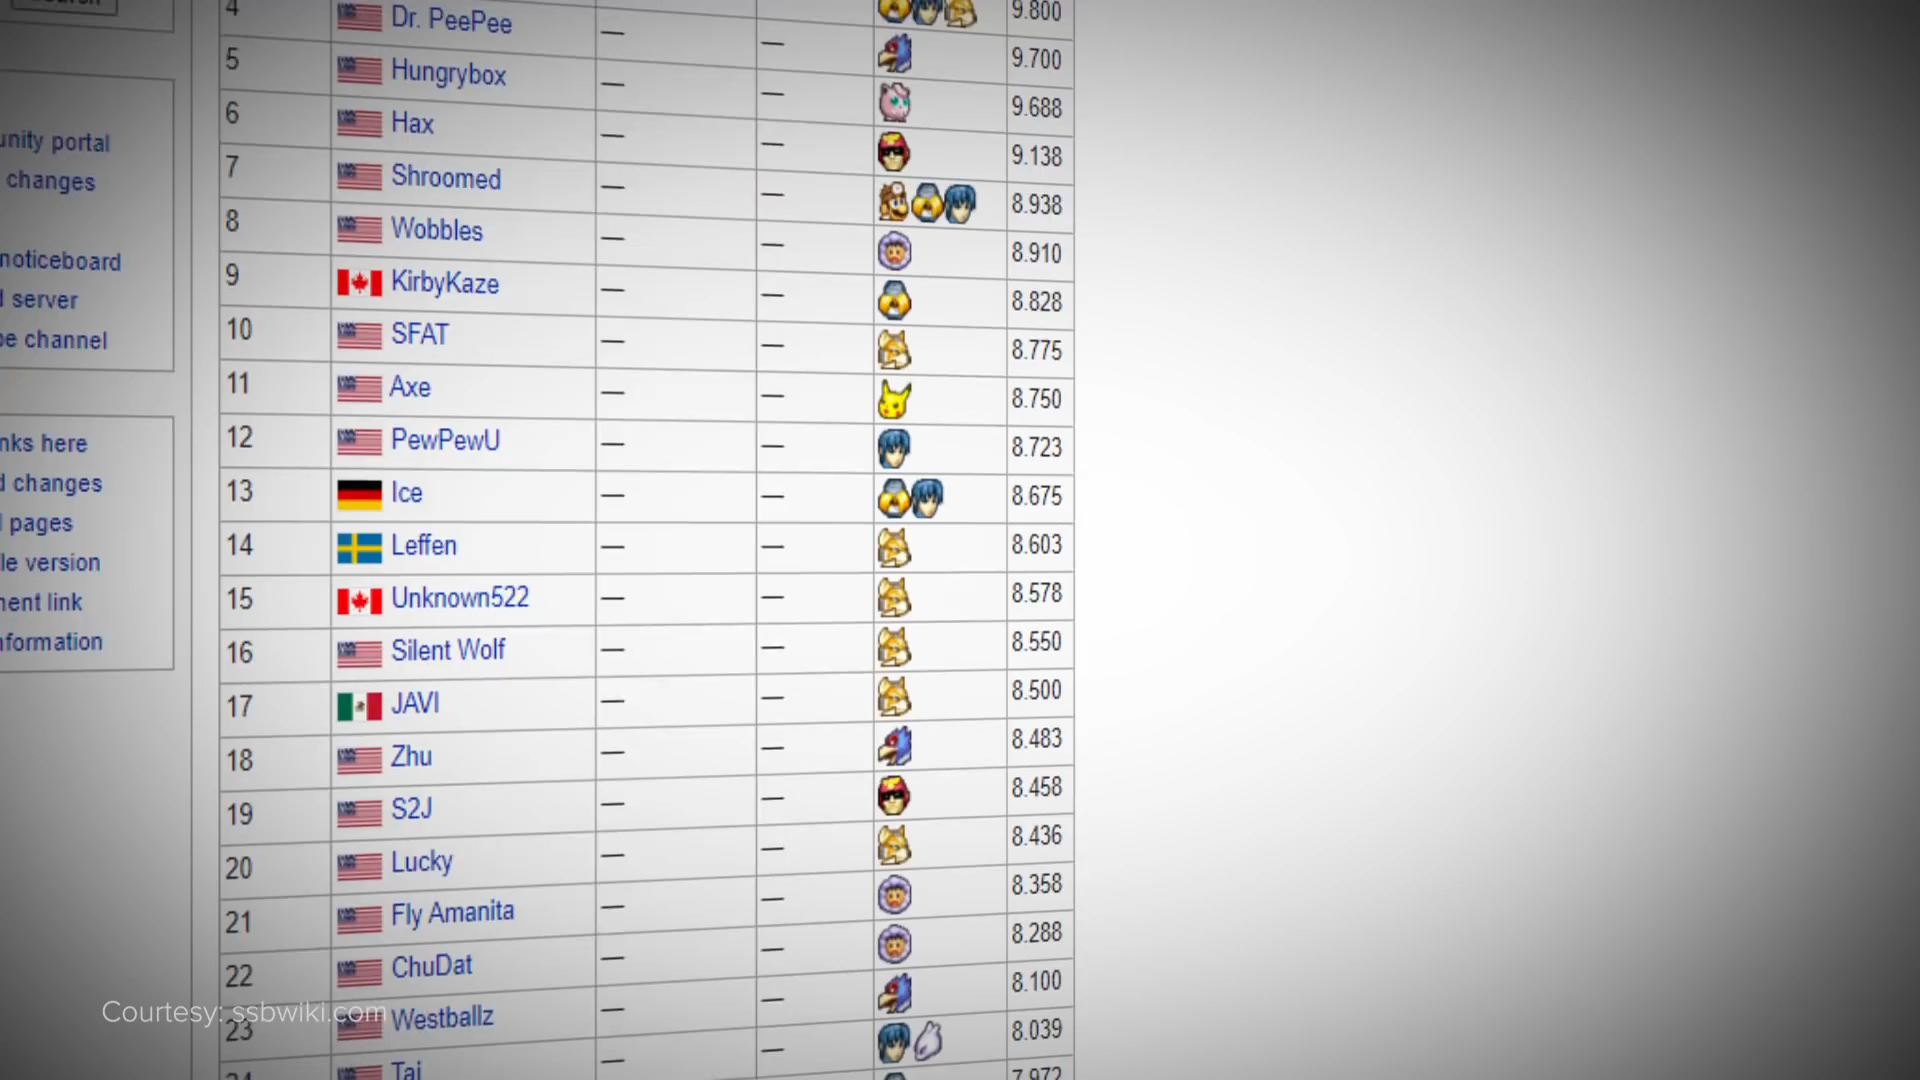 9.800
4 Dr. PeePee — — 9.700
5 Hungrybox — — 9.688
6 Hax — — 9.138
7 Shroomed — — 8.938
8 Wobbles — — 8.910
9 KirbyKaze — — 8.828
10 SFAT — — 8.775
11 Axe — — 8.750
12 PewPewU — — 8.723
13 Ice — — 8.675
14 Leffen — — 8.603
15 Unknown522 — — 8.578
16 Silent Wolf — — 8.550
17 JAVI — — 8.500
18 Zhu — — 8.483
19 S2J — — 8.458
20 Lucky — — 8.436
21 Fly Amanita — — 8.358
22 ChuDat — — 8.288
23 Westballz — — 8.100
24 Tai — — 8.039
7.972
unity portal
changes
noticeboard
d server
be channel
nks here
d changes
l pages
le version
nent link
nformation
Courtesy: ssbwiki.com